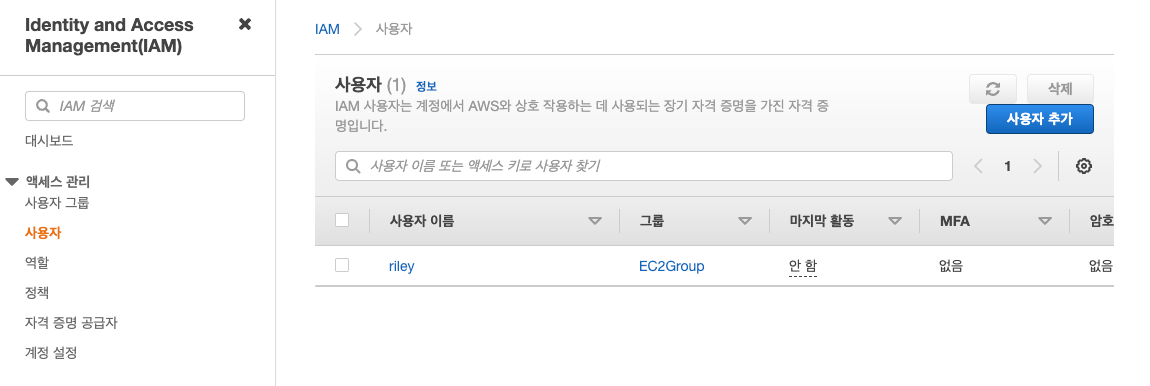 Identity and Access
Management(IAM)
IAM 검색
대시보드
액세스 관리
사용자 그룹
사용자
역할
정책
자격 증명 공급자
계정 설정
IAM
사용자
사용자 (1) 정보
IAM 사용자는 계정에서 AWS와 상호 작용하는 데 사용되는 장기 자격 증명을 가진 자격 증
명입니다.
삭제
사용자 추가
사용자 이름 또는 액세스 키로 사용자 찾기
1
사용자 이름 그룹 마지막 활동 MFA 암호
riley EC2Group 안 함 없음 없음